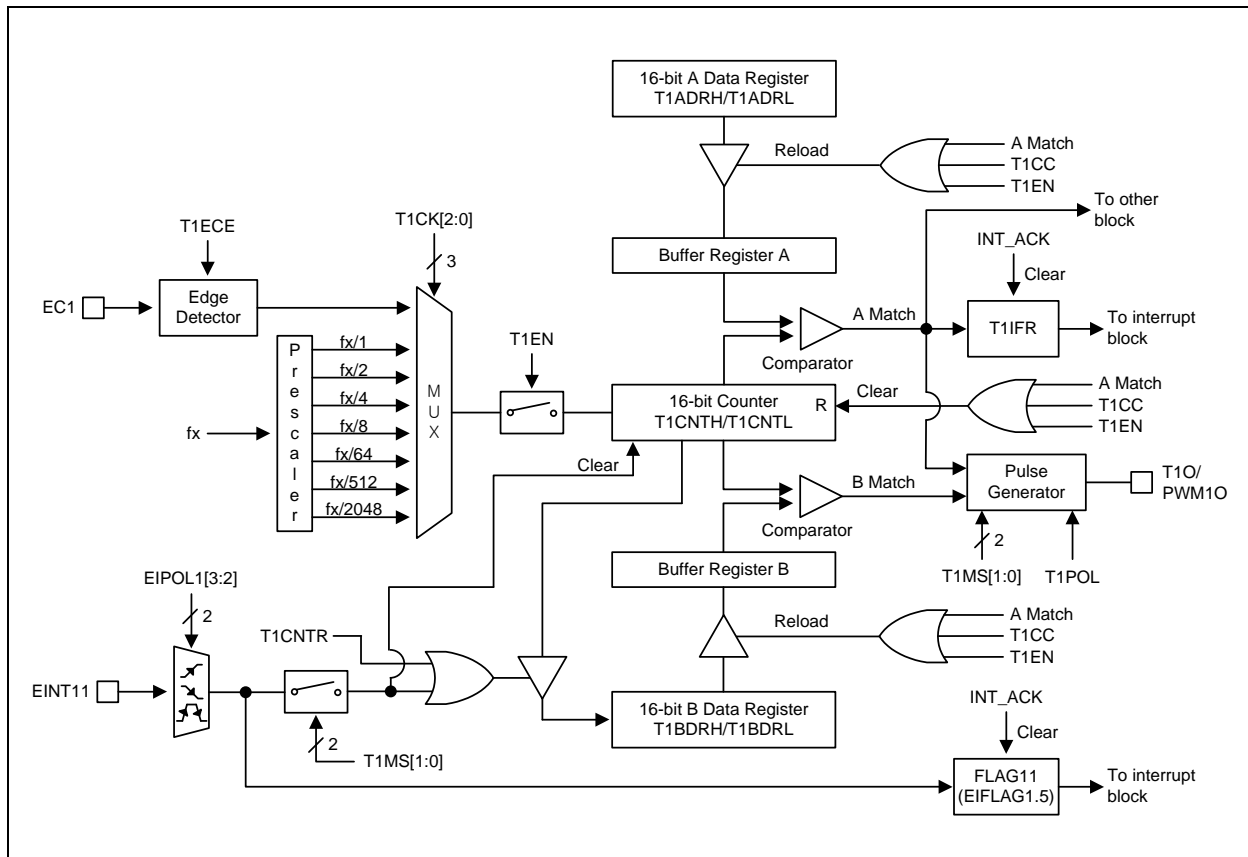 16-bit A Data Register
T1ADRH/T1ADRL
Reload
A Match
T1CC
T1EN
To other
block
T1CK[2:0]
3
T1ECE
INT_ACK
Clear
Buffer Register A
EC1
Edge
Detector
A Match
T1IFR
To interrupt
block
Comparator
Prescaler
fx/1
fx/2
fx/4
fx/8
fx/64
fx/512
fx/2048
fx
MUX
T1EN
16-bit Counter
T1CNTH/T1CNTL
R
Clear
A Match
T1CC
T1EN
Clear
B Match
Comparator
Pulse
Generator
T1O/
PWM1O
2
T1MS[1:0]
T1POL
Buffer Register B
EIPOL1[3:2]
2
T1CNTR
Reload
A Match
T1CC
T1EN
EINT11
2
T1MS[1:0]
16-bit B Data Register
T1BDRH/T1BDRL
INT_ACK
Clear
FLAG11
(EIFLAG1.5)
To interrupt
block